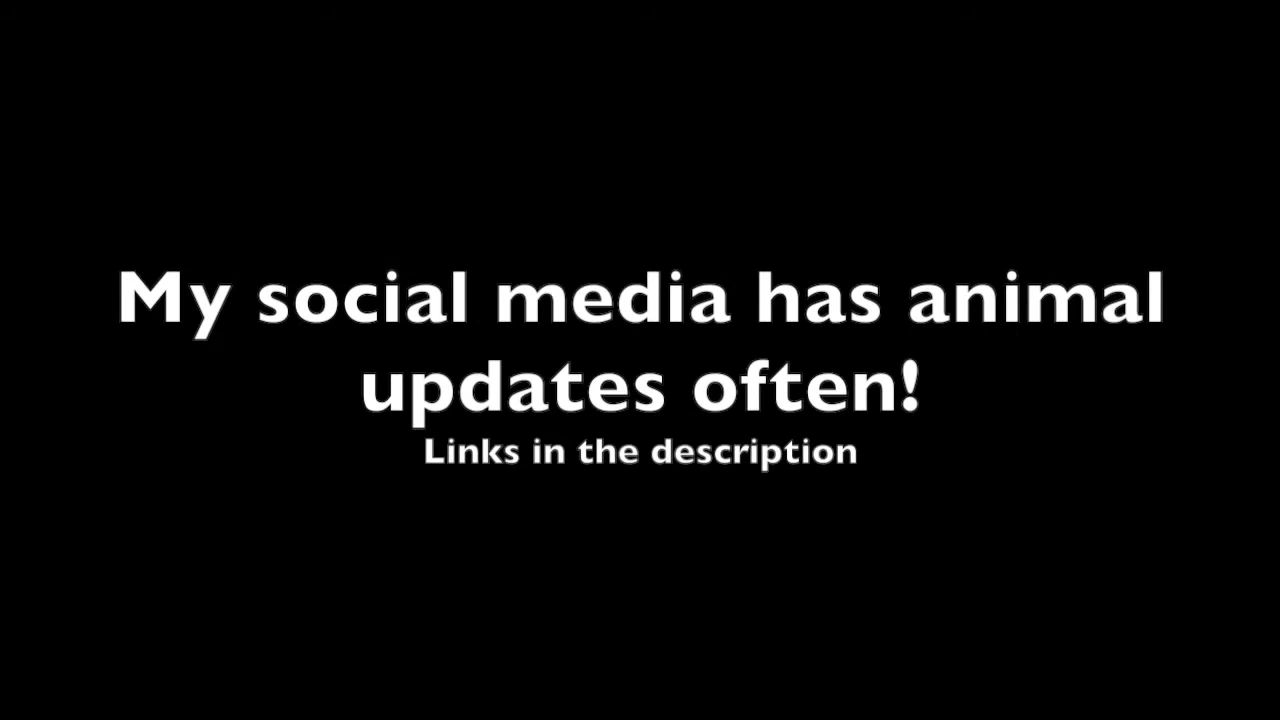 My social media has animal
updates often!
Links in the description